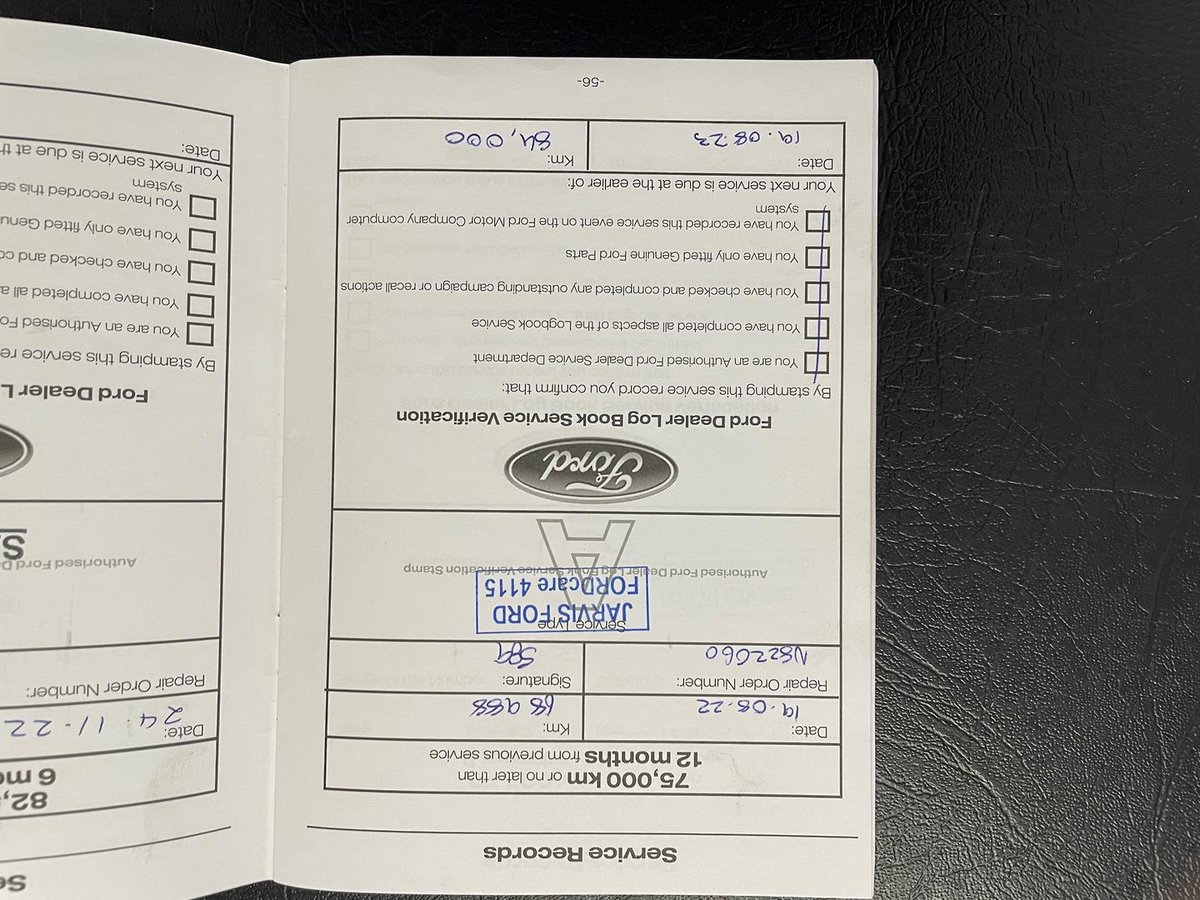 Service Records
75,000 km or no later than
12 months from previous service
Date: Km:
19.08.22 68 988
Repair Order Number: Signature:
N822660
Service Type
JARVIS FORD
FORDcare 4115
Authorised Ford Dealer Log Book Service Verification Stamp
A
Ford
Ford Dealer Log Book Service Verification
By stamping this service record you confirm that:
You are an Authorised Ford Dealer Service Department
You have completed all aspects of the Logbook Service
You have checked and completed any outstanding campaign or recall actions
You have only fitted Genuine Ford Parts
You have recorded this service event on the Ford Motor Company computer
system
Your next service is due at the earlier of:
Date: Km:
19.08.23 84,000
-56-
Se
82,
6 mo
Date:
24.11.22
Repair Order Number:
Authorised Ford D
Ford Dealer L
By stamping this service re
You are an Authorised Fo
You have completed all a
You have checked and co
You have only fitted Genu
You have recorded this se
system
Your next service is due at th
Date: